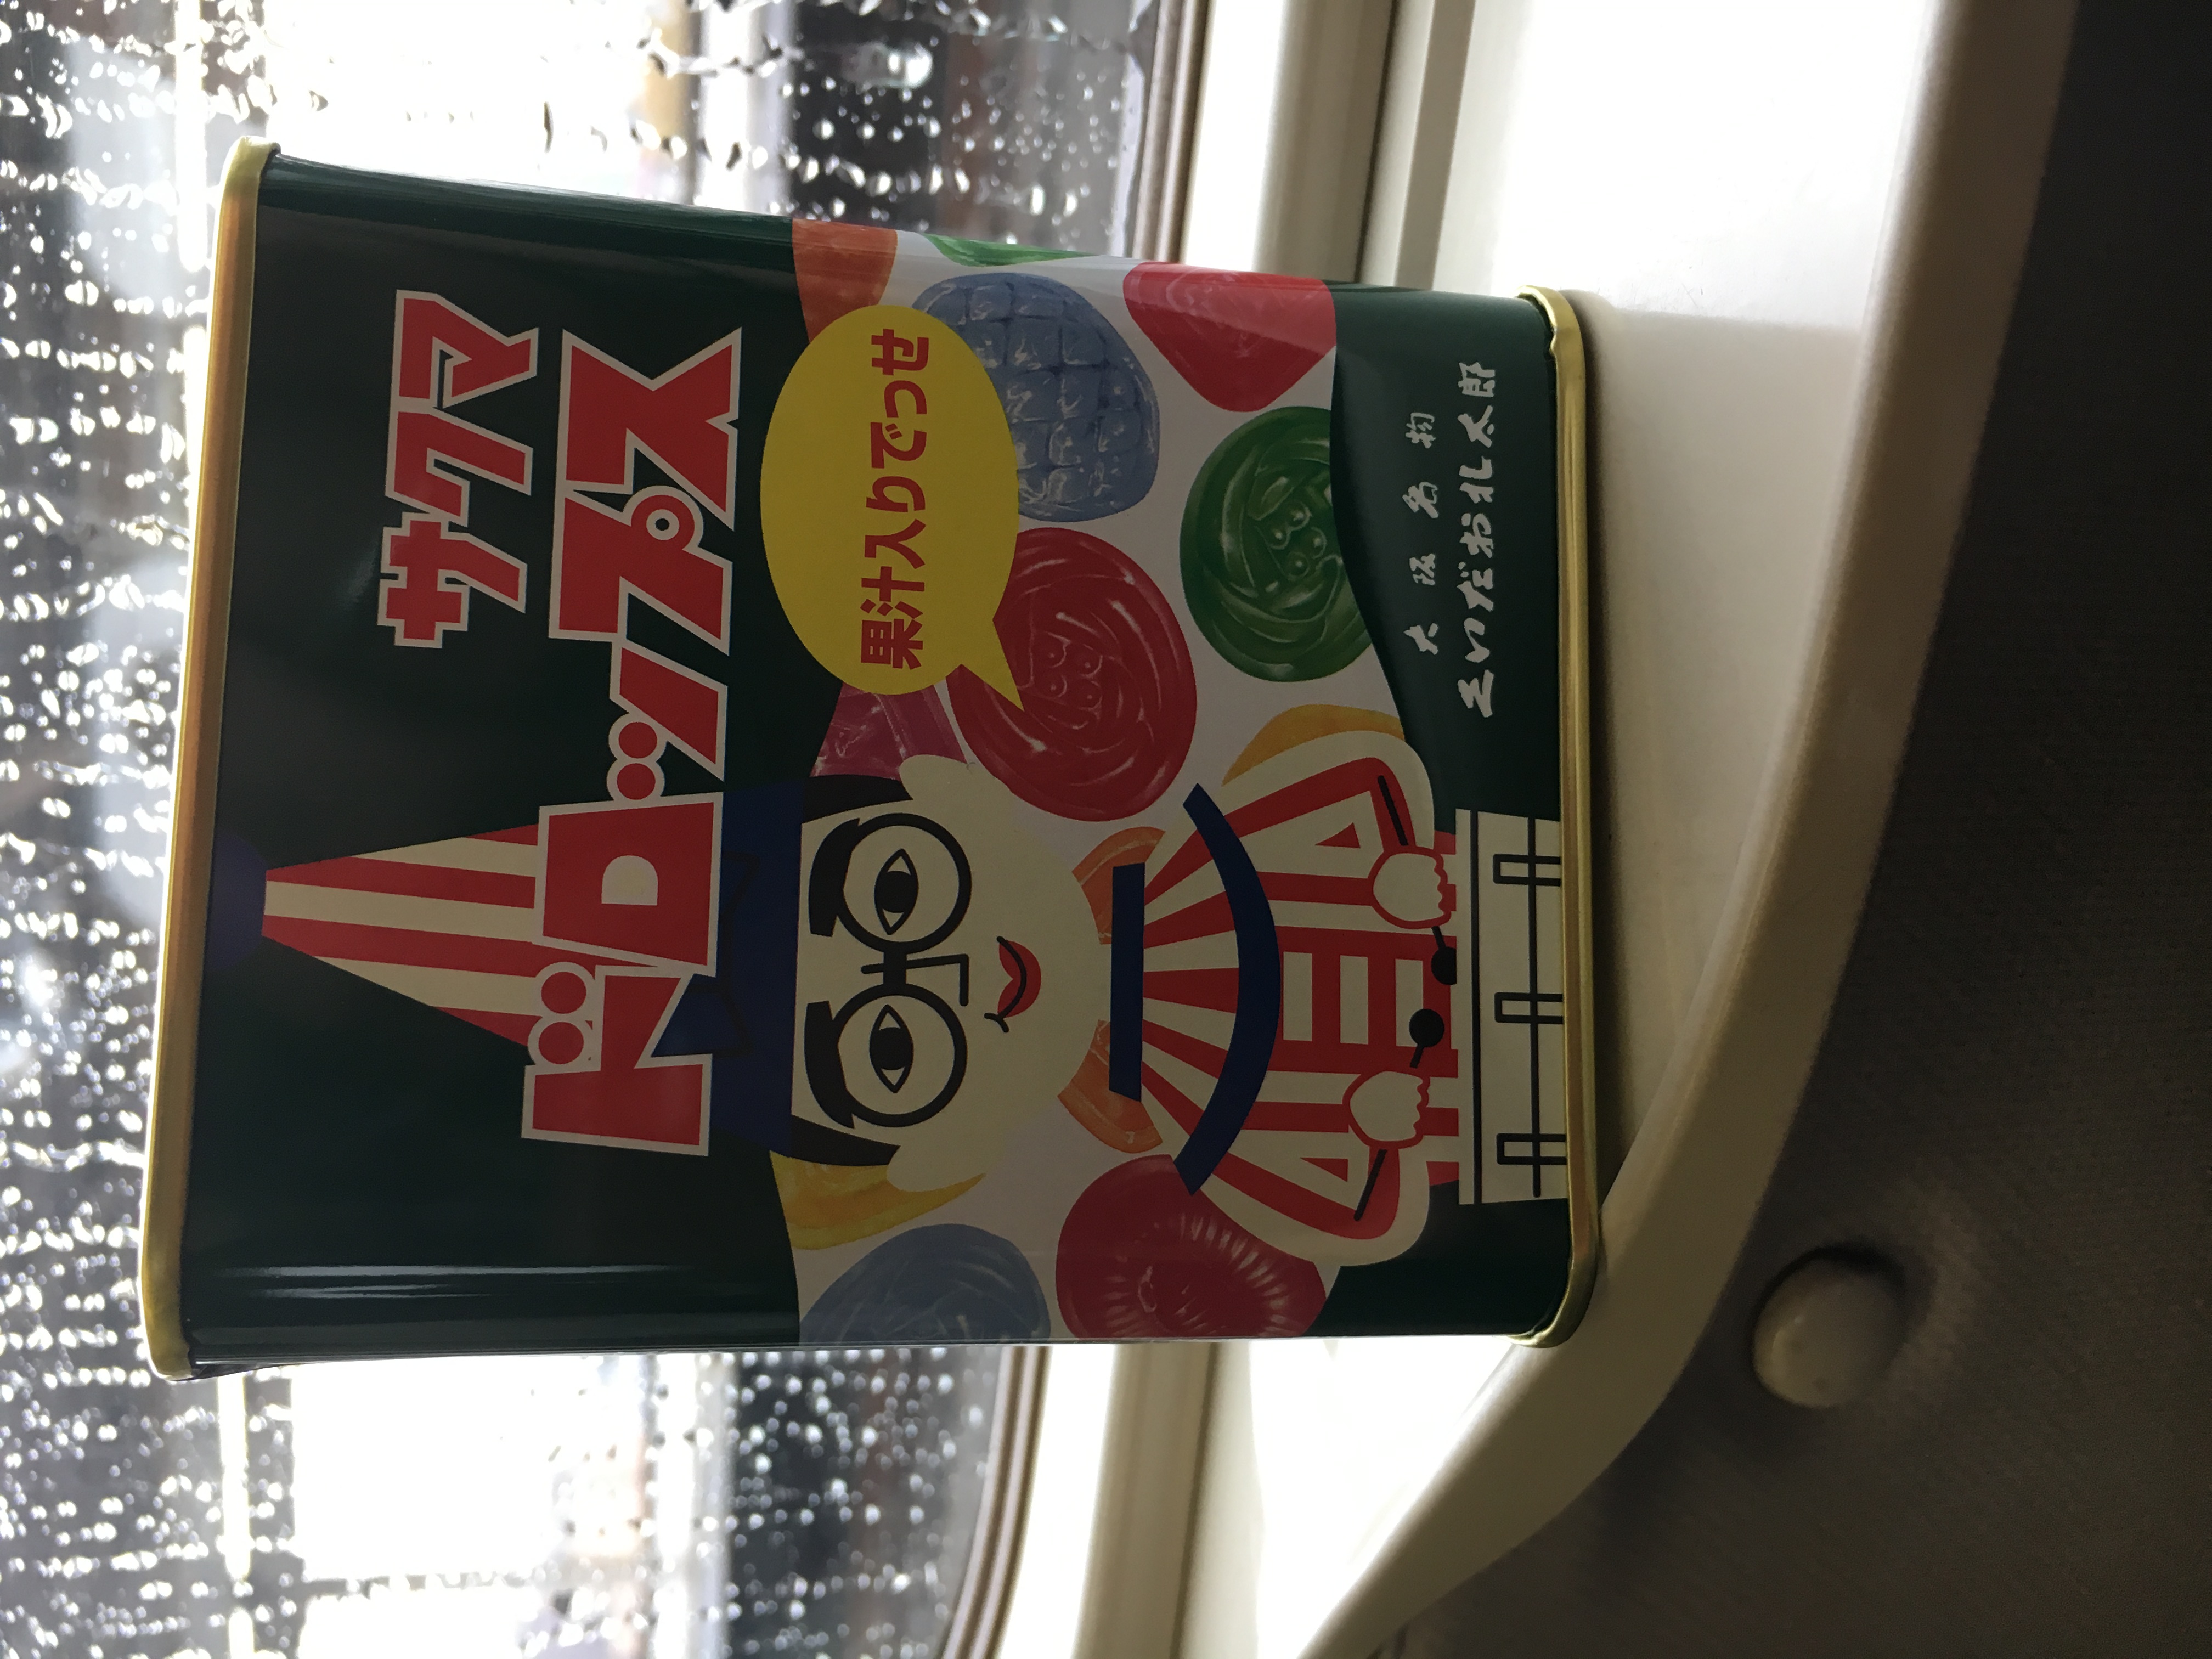 サクマ
ドロップス
果汁入りでっせ
大阪名物
くいだおれ太郎